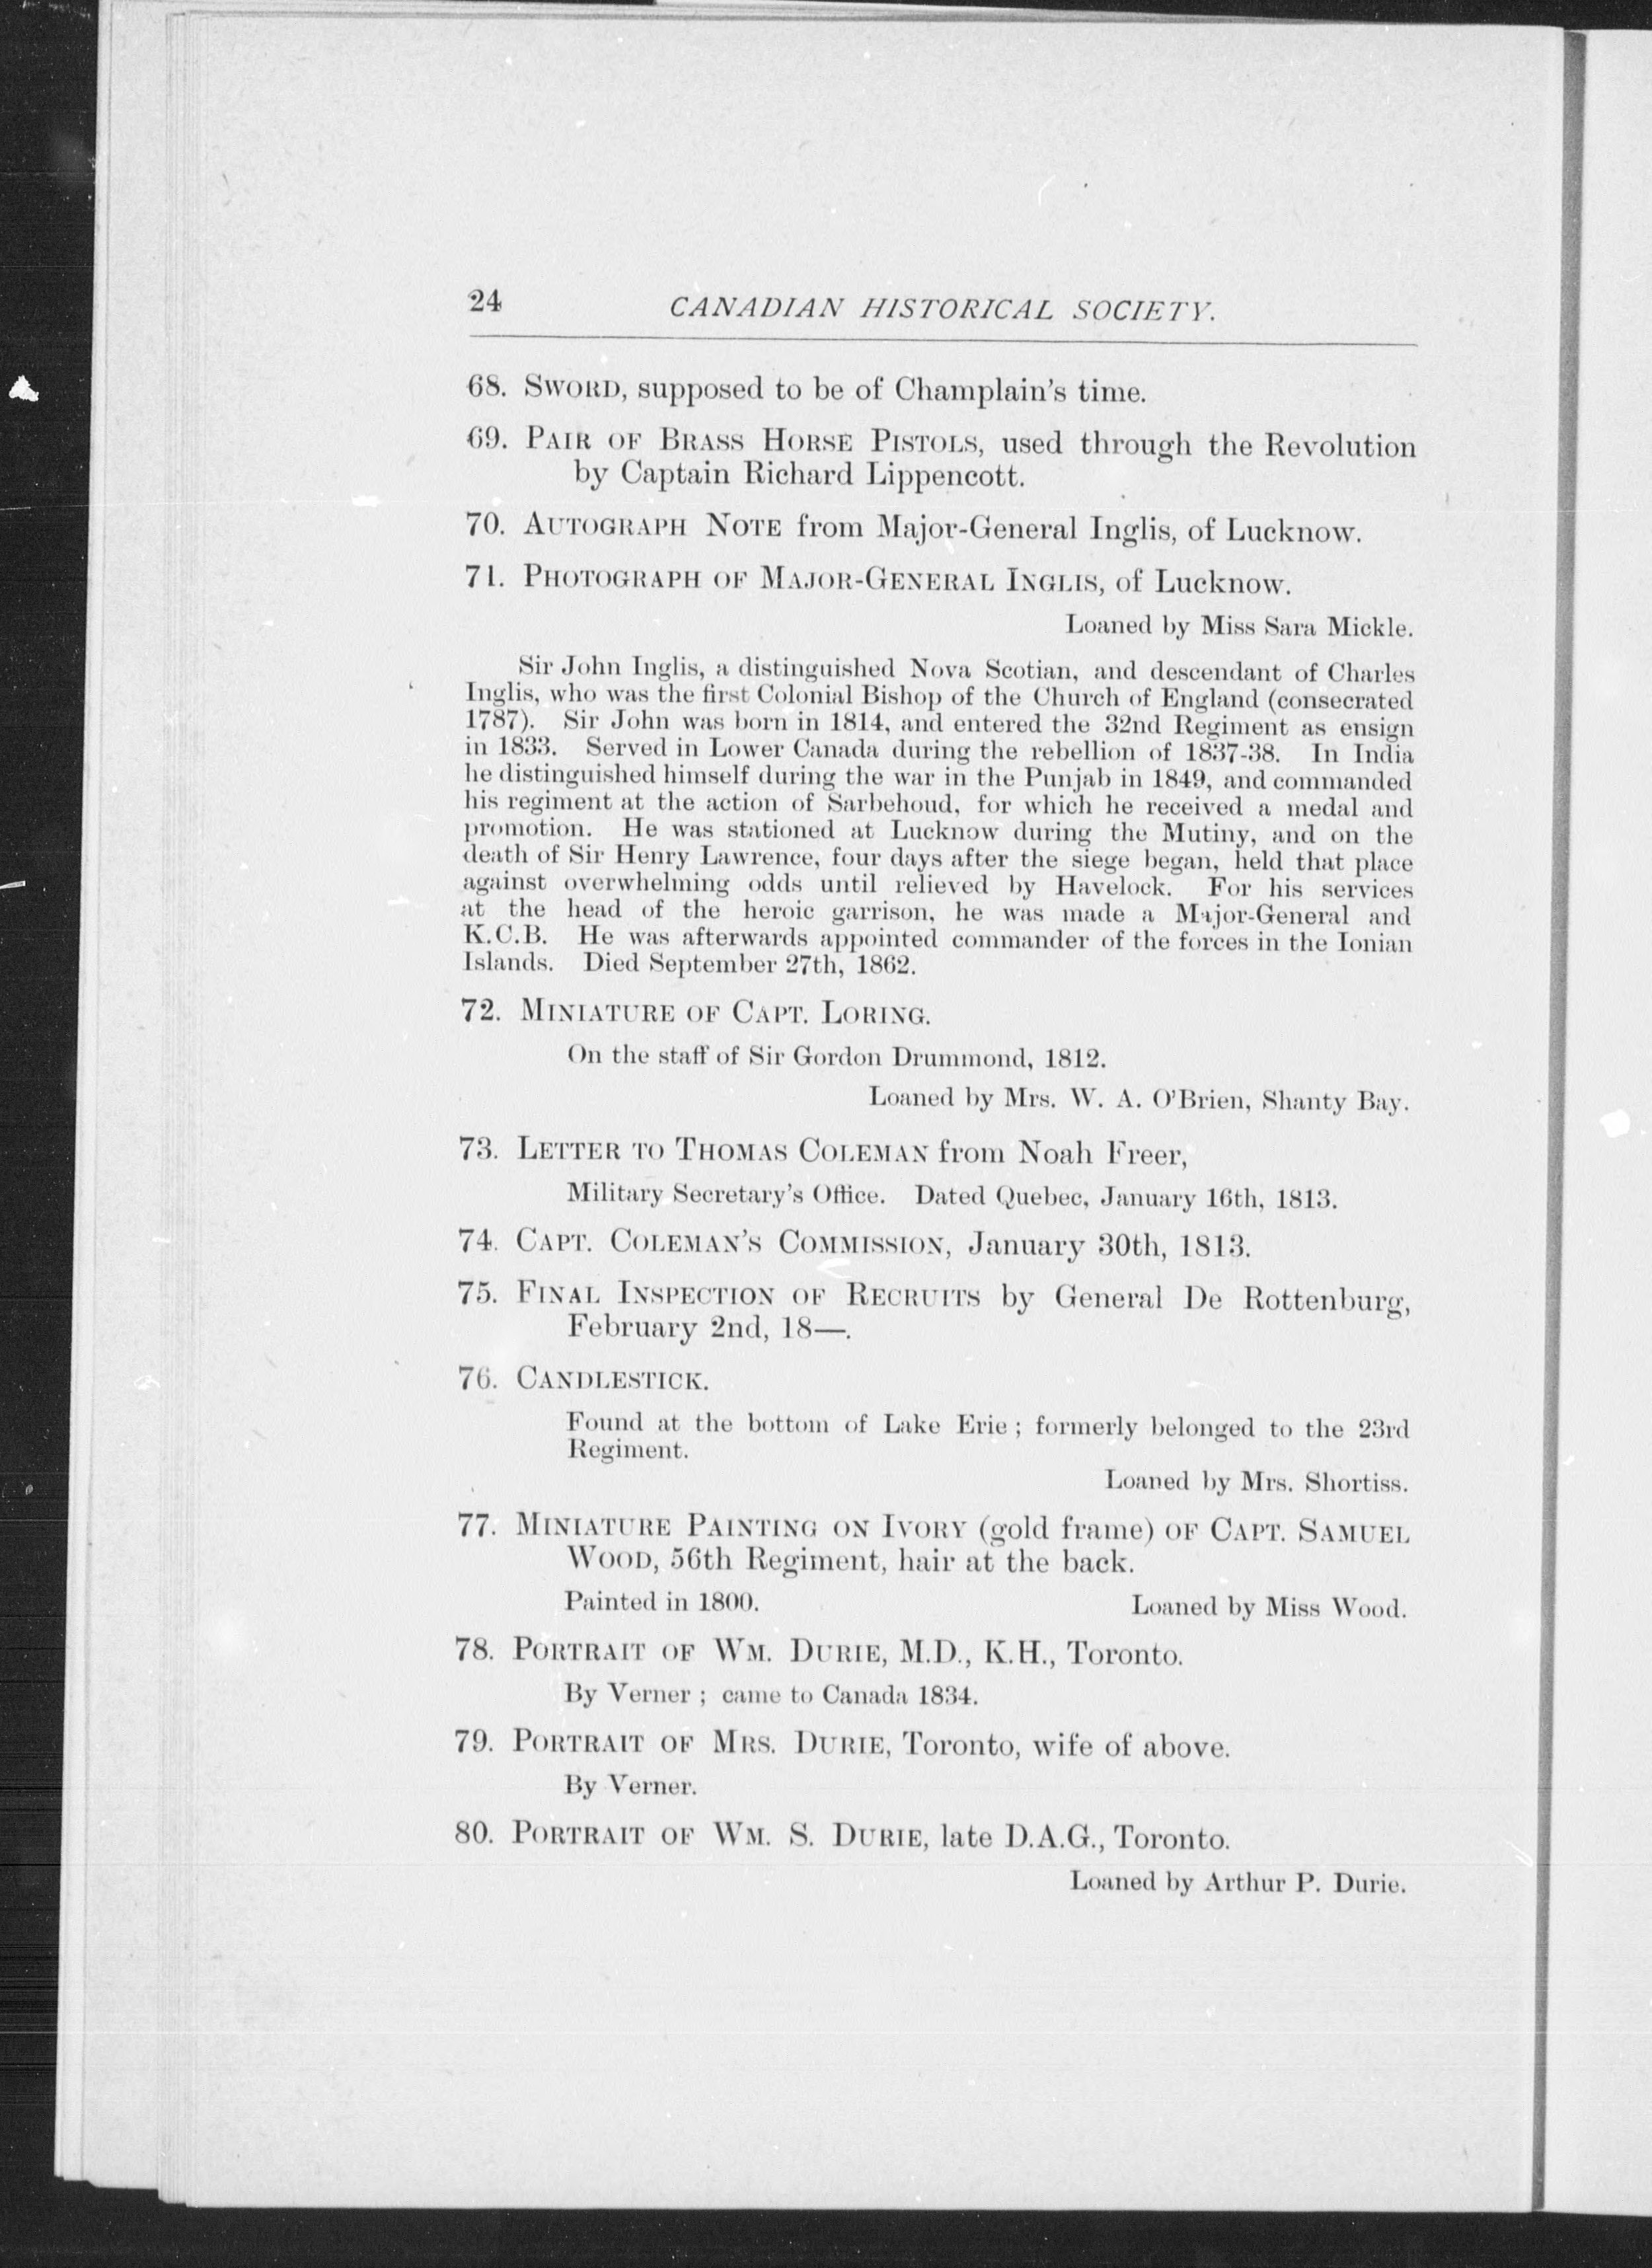 24 CANADIAN HISTORICAL SOCIETY.
68. SWORD, supposed to be of Champlain's time.
69. PAIR OF BRASS HORSE PISTOLS, used through the Revolution
by Captain Richard Lippencott.
70. AUTOGRAPH NOTE from Major-General Inglis, of Lucknow.
71. PHOTOGRAPH OF MAJOR-GENERAL INGLIS, of Lucknow.
Loaned by Miss Sara Mickle.
Sir John Inglis, a distinguished Nova Scotian, and descendant of Charles
Inglis, who was the first Colonial Bishop of the Church of England (consecrated
1787). Sir John was born in 1814, and entered the 32nd Regiment as ensign
in 1833. Served in Lower Canada during the rebellion of 1837-38. In India
he distinguished himself during the war in the Punjab in 1849, and commanded
his regiment at the action of Sarbehoud, for which he received a medal and
promotion. He was stationed at Lucknow during the Mutiny, and on the
death of Sir Henry Lawrence, four days after the siege began, held that place
against overwhelming odds until relieved by Havelock. For his services
at the head of the heroic garrison, he was made a Major-General and
K.C.B. He was afterwards appointed commander of the forces in the Ionian
Islands. Died September 27th, 1862.
72. MINIATURE OF CAPT. LORING.
On the staff of Sir Gordon Drummond, 1812.
Loaned by Mrs. W. A. O'Brien, Shanty Bay.
73. LETTER TO THOMAS COLEMAN from Noah Freer,
Military Secretary's Office. Dated Quebec, January 16th, 1813.
74. CAPT. COLEMAN'S COMMISSION, January 30th, 1813.
75. FINAL INSPECTION OF RECRUITS by General De Rottenburg,
February 2nd, 18—.
76. CANDLESTICK.
Found at the bottom of Lake Erie ; formerly belonged to the 23rd
Regiment.
Loaned by Mrs. Shortiss.
77. MINIATURE PAINTING ON IVORY (gold frame) OF CAPT. SAMUEL
WOOD, 56th Regiment, hair at the back.
Painted in 1800. Loaned by Miss Wood.
78. PORTRAIT OF WM. DURIE, M.D., K.H., Toronto.
By Verner ; came to Canada 1834.
79. PORTRAIT OF MRS. DURIE, Toronto, wife of above.
By Verner.
80. PORTRAIT OF WM. S. DURIE, late D.A.G., Toronto.
Loaned by Arthur P. Durie.